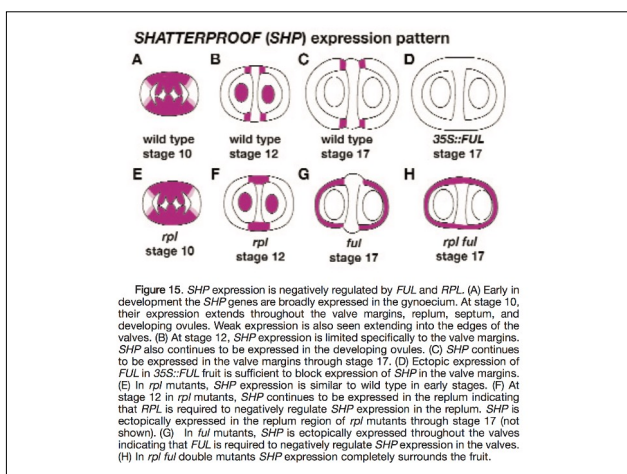 SHATTERPROOF (SHP) expression pattern
A B C D
wild type stage 10
wild type stage 12
wild type stage 17
35S::FUL stage 17
E F G H
rpl stage 10
rpl stage 12
ful stage 17
rpl ful stage 17
Figure 15. SHP expression is negatively regulated by FUL and RPL. (A) Early in
development the SHP genes are broadly expressed in the gynoecium. At stage 10,
their expression extends throughout the valve margins, replum, septum, and
developing ovules. Weak expression is also seen extending into the edges of the
valves. (B) At stage 12, SHP expression is limited specifically to the valve margins.
SHP also continues to be expressed in the developing ovules. (C) SHP continues
to be expressed in the valve margins through stage 17. (D) Ectopic expression of
FUL in 35S::FUL fruit is sufficient to block expression of SHP in the valve margins.
(E) In rpl mutants, SHP expression is similar to wild type in early stages. (F) At
stage 12 in rpl mutants, SHP continues to be expressed in the replum indicating
that RPL is required to negatively regulate SHP expression in the replum. SHP is
ectopically expressed in the replum region of rpl mutants through stage 17 (not
shown). (G) In ful mutants, SHP is ectopically expressed throughout the valves
indicating that FUL is required to negatively regulate SHP expression in the valves.
(H) In rpl ful double mutants SHP expression completely surrounds the fruit.